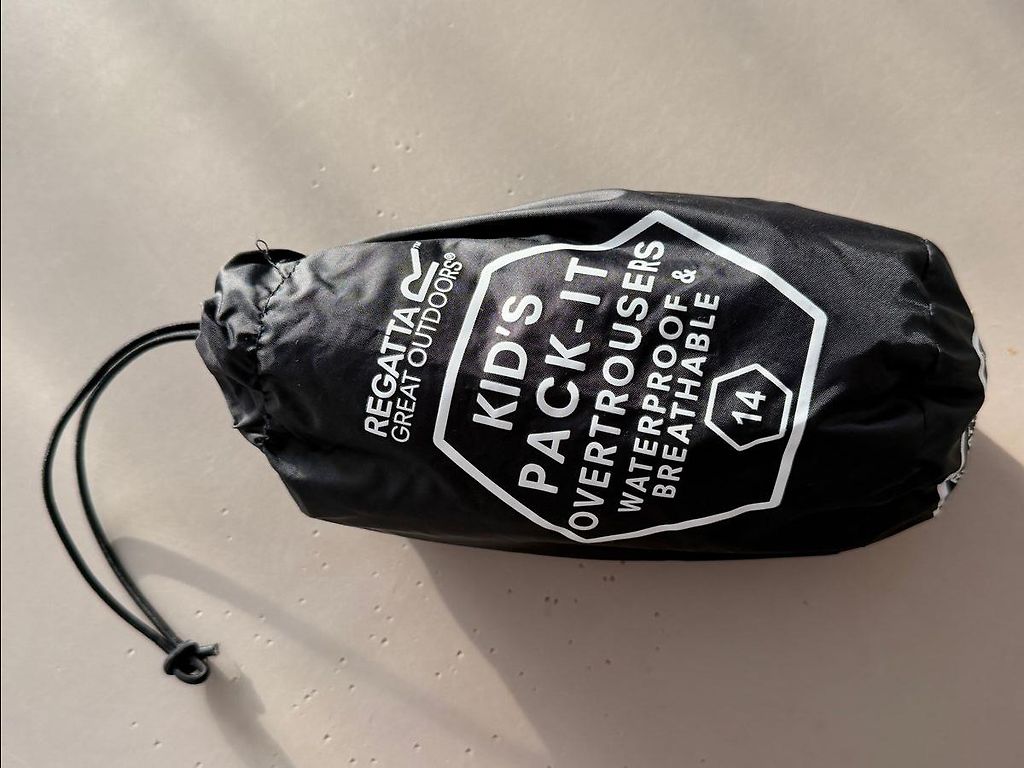 REGATTA
GREAT OUTDOORS®
KID'S
PACK-IT
OVERTROUSERS
WATERPROOF &
BREATHABLE
14